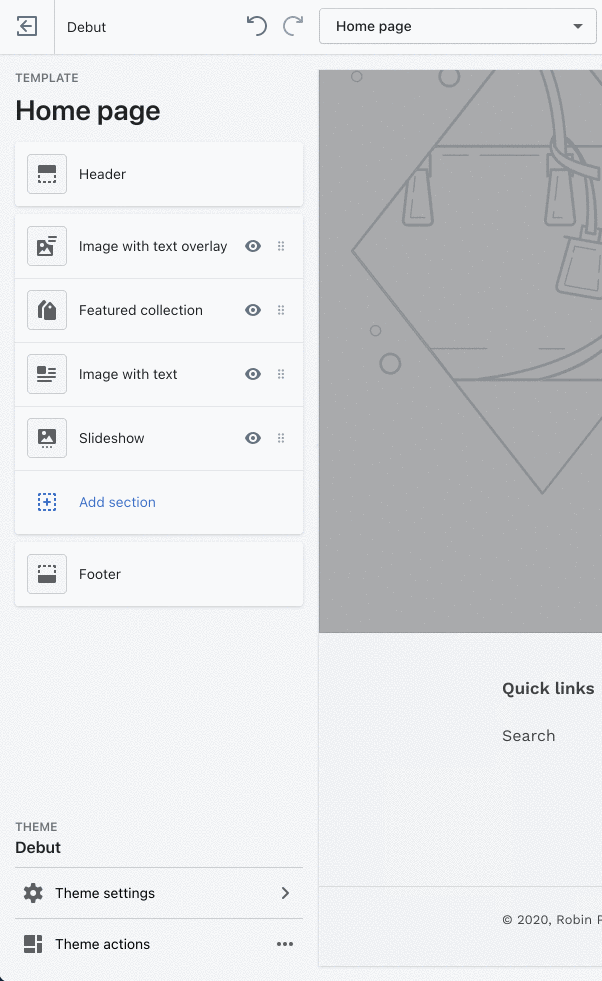 Debut
Home page
TEMPLATE
Home page
Header
Image with text overlay
Featured collection
Image with text
Slideshow
Add section
Footer
THEME
Debut
Theme settings
Theme actions
Quick links
Search
© 2020, Robin